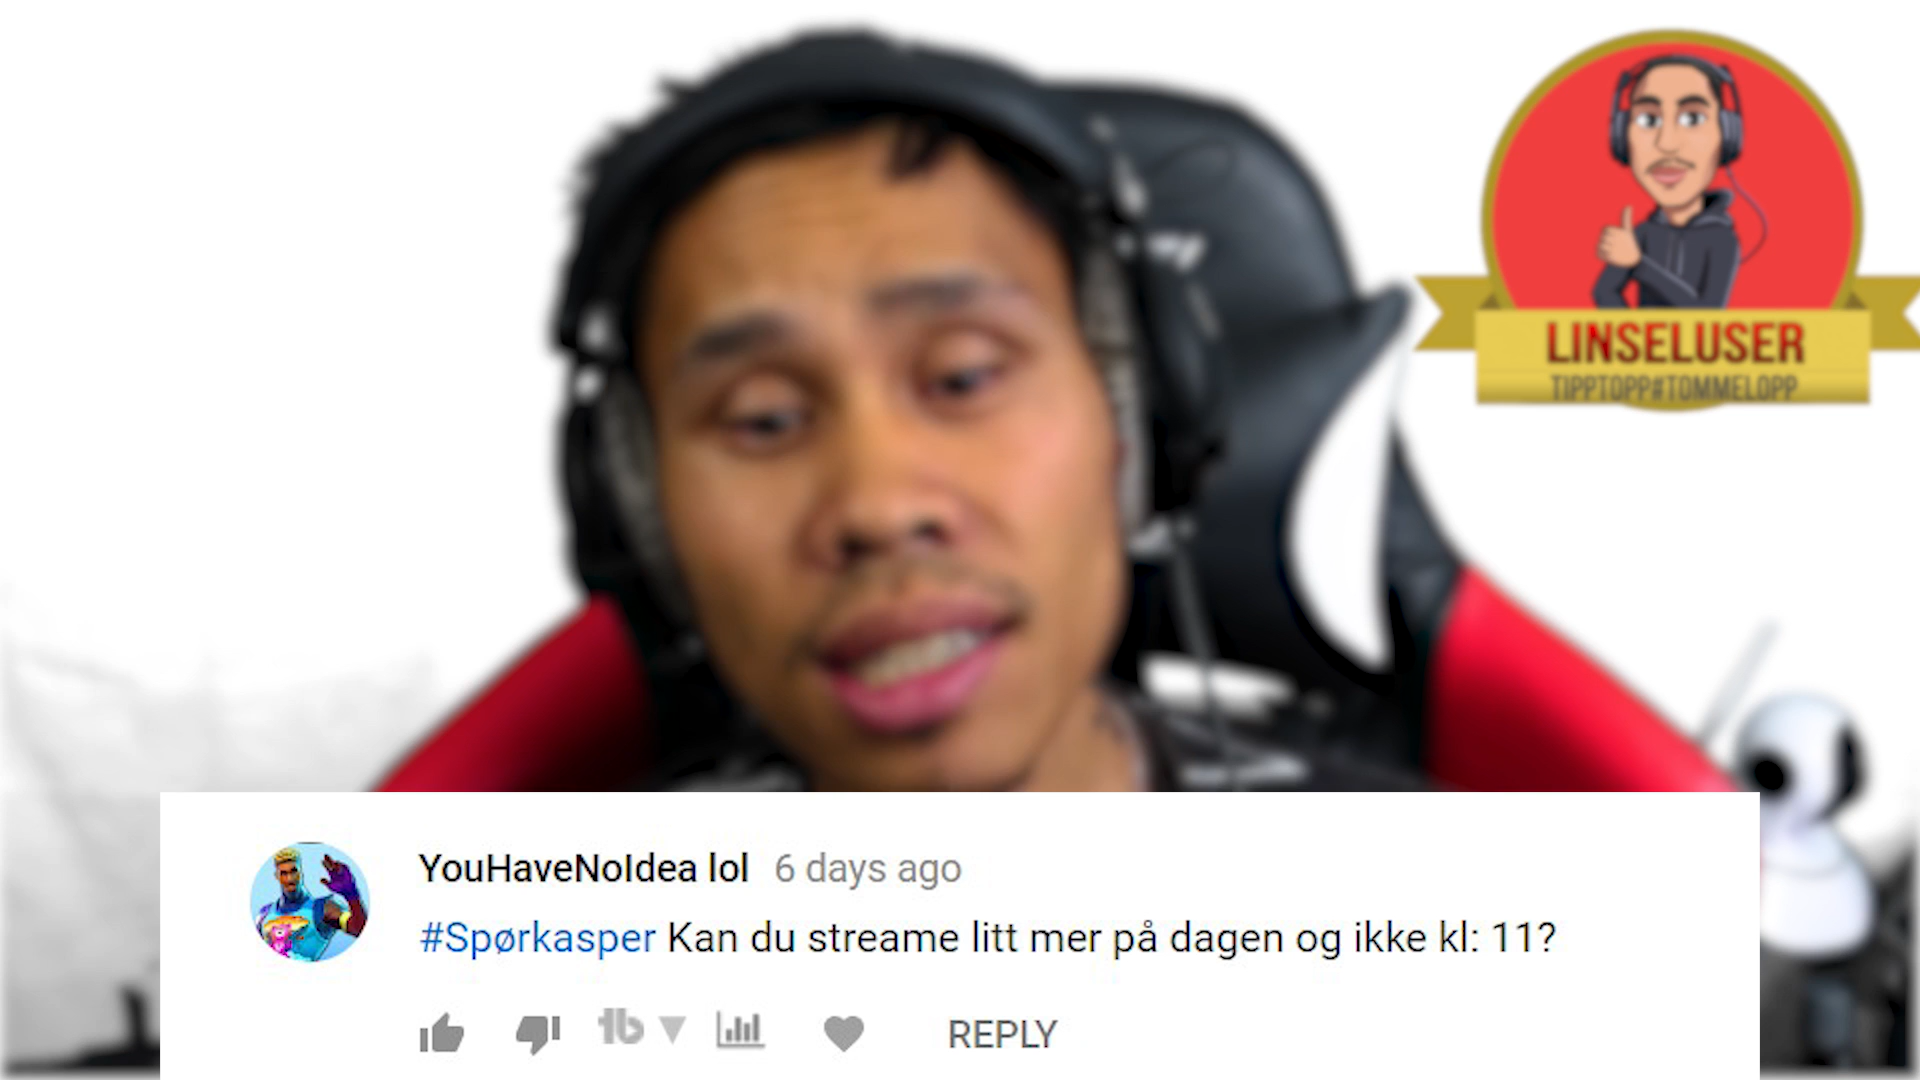 LINSELUSER
TIPPTOPP#TOMMELOPP
YouHaveNoIdea lol 6 days ago
#Spørkasper Kan du streame litt mer på dagen og ikke kl: 11?
REPLY